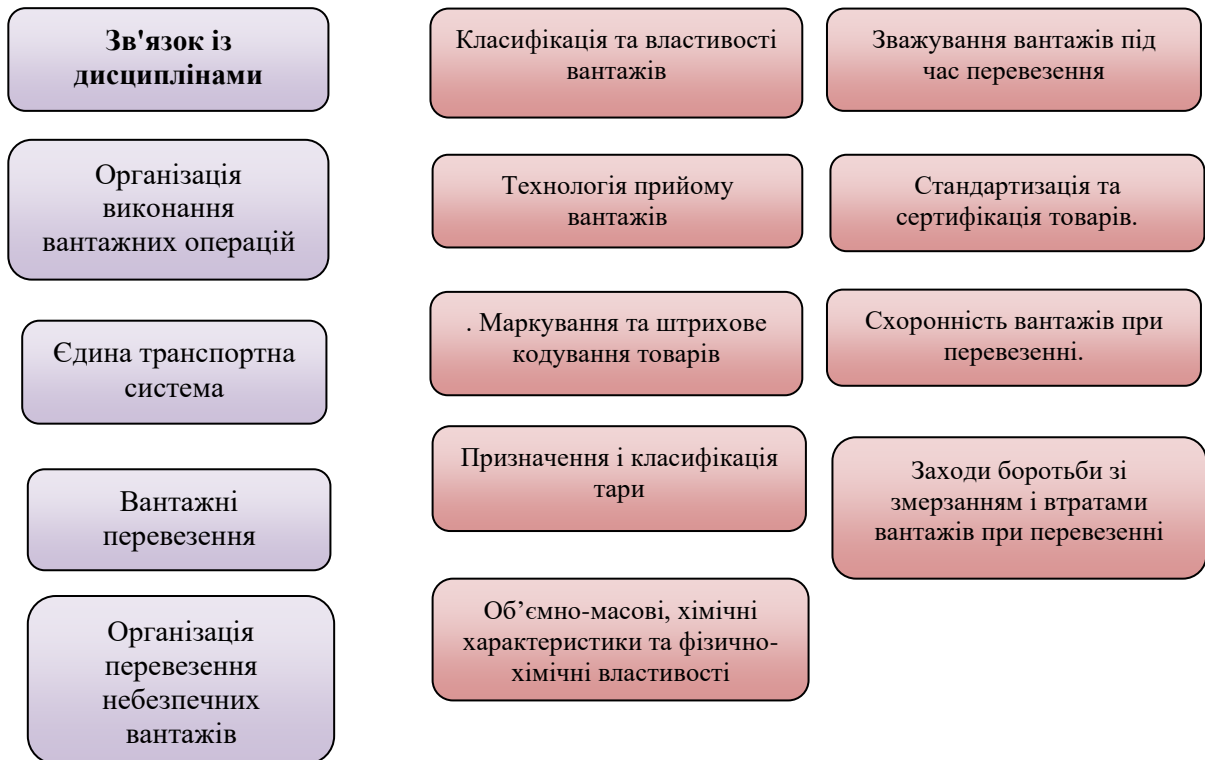 Зв'язок із
дисциплінами
Організація
виконання
вантажних операцій
Єдина транспортна
система
Вантажні
перевезення
Організація
перевезення
небезпечних
вантажів
Класифікація та властивості
вантажів
Технологія прийому
вантажів
. Маркування та штрихове
кодування товарів
Призначення і класифікація
тари
Об’ємно-масові, хімічні
характеристики та фізично-
хімічні властивості
Зважування вантажів під
час перевезення
Стандартизація та
сертифікація товарів.
Схоронність вантажів при
перевезенні.
Заходи боротьби зі
змерзанням і втратами
вантажів при перевезенні